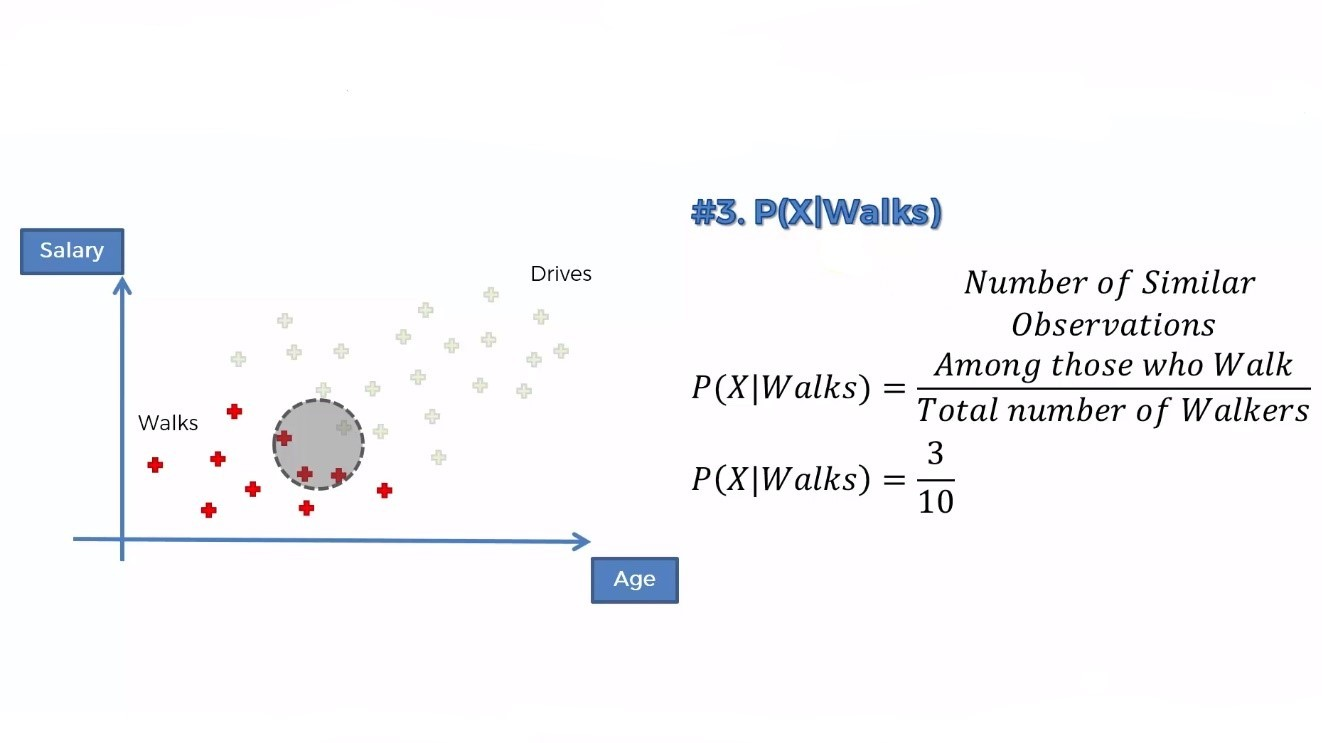 Salary
Drives
Walks
Age
#3. P(X|Walks)
Number of Similar
Observations
Among those who Walk
P(X|Walks) =
Total number of Walkers
3
P(X|Walks) =
10